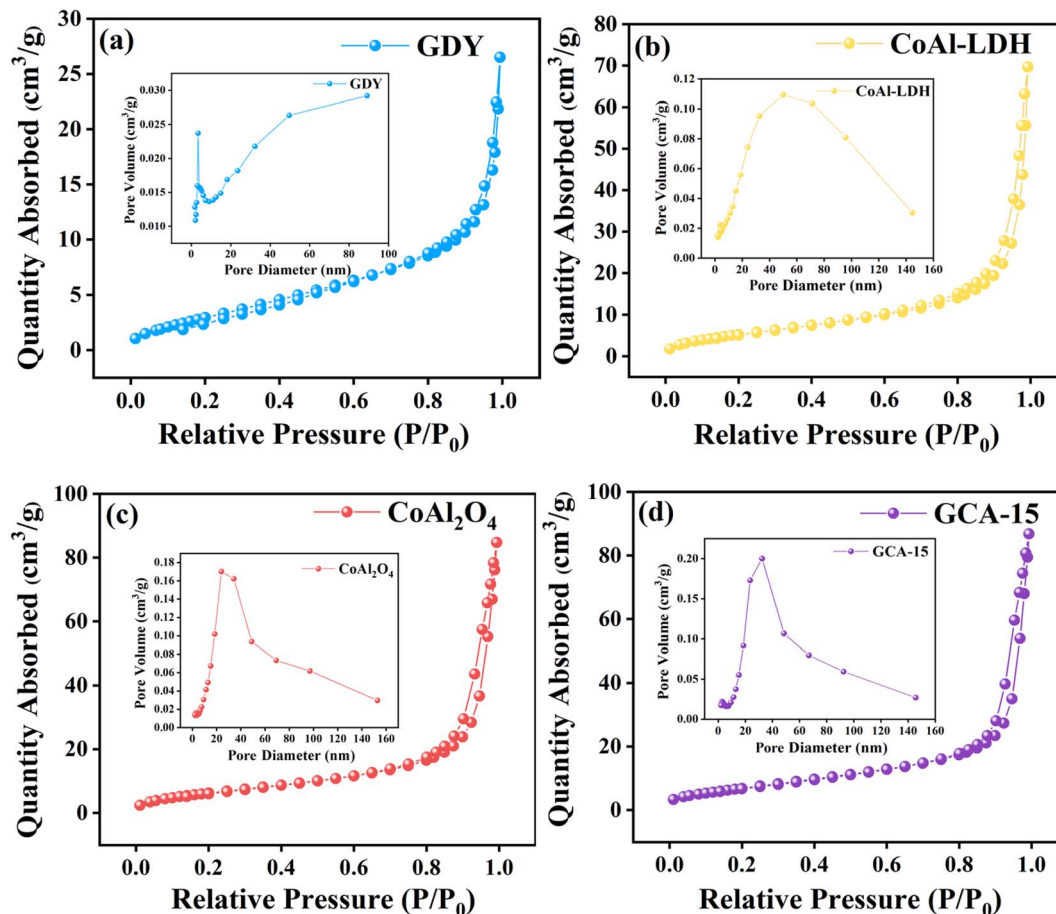 (a)
GDY
Quantity Absorbed (cm³/g)
30
25
20
15
10
5
0
0.0 0.2 0.4 0.6 0.8 1.0
Relative Pressure (P/P₀)
GDY
Pore Volume (cm³/g)
0.030
0.025
0.020
0.015
0.010
0 20 40 60 80 100
Pore Diameter (nm)
(b)
CoAl-LDH
Quantity Absorbed (cm³/g)
80
70
60
50
40
30
20
10
0
0.0 0.2 0.4 0.6 0.8 1.0
Relative Pressure (P/P₀)
CoAl-LDH
Pore Volume (cm³/g)
0.12
0.10
0.08
0.06
0.04
0.02
0.00
0 20 40 60 80 100 120 140 160
Pore Diameter (nm)
(c)
CoAl₂O₄
Quantity Absorbed (cm³/g)
100
80
60
40
20
0
0.0 0.2 0.4 0.6 0.8 1.0
Relative Pressure (P/P₀)
CoAl₂O₄
Pore Volume (cm³/g)
0.18
0.16
0.14
0.12
0.10
0.08
0.06
0.04
0.02
0.00
0 20 40 60 80 100 120 140 160
Pore Diameter (nm)
(d)
GCA-15
Quantity Absorbed (cm³/g)
100
80
60
40
20
0
0.0 0.2 0.4 0.6 0.8 1.0
Relative Pressure (P/P₀)
GCA-15
Pore Volume (cm³/g)
0.20
0.15
0.10
0.05
0.00
0 20 40 60 80 100 120 140 160
Pore Diameter (nm)